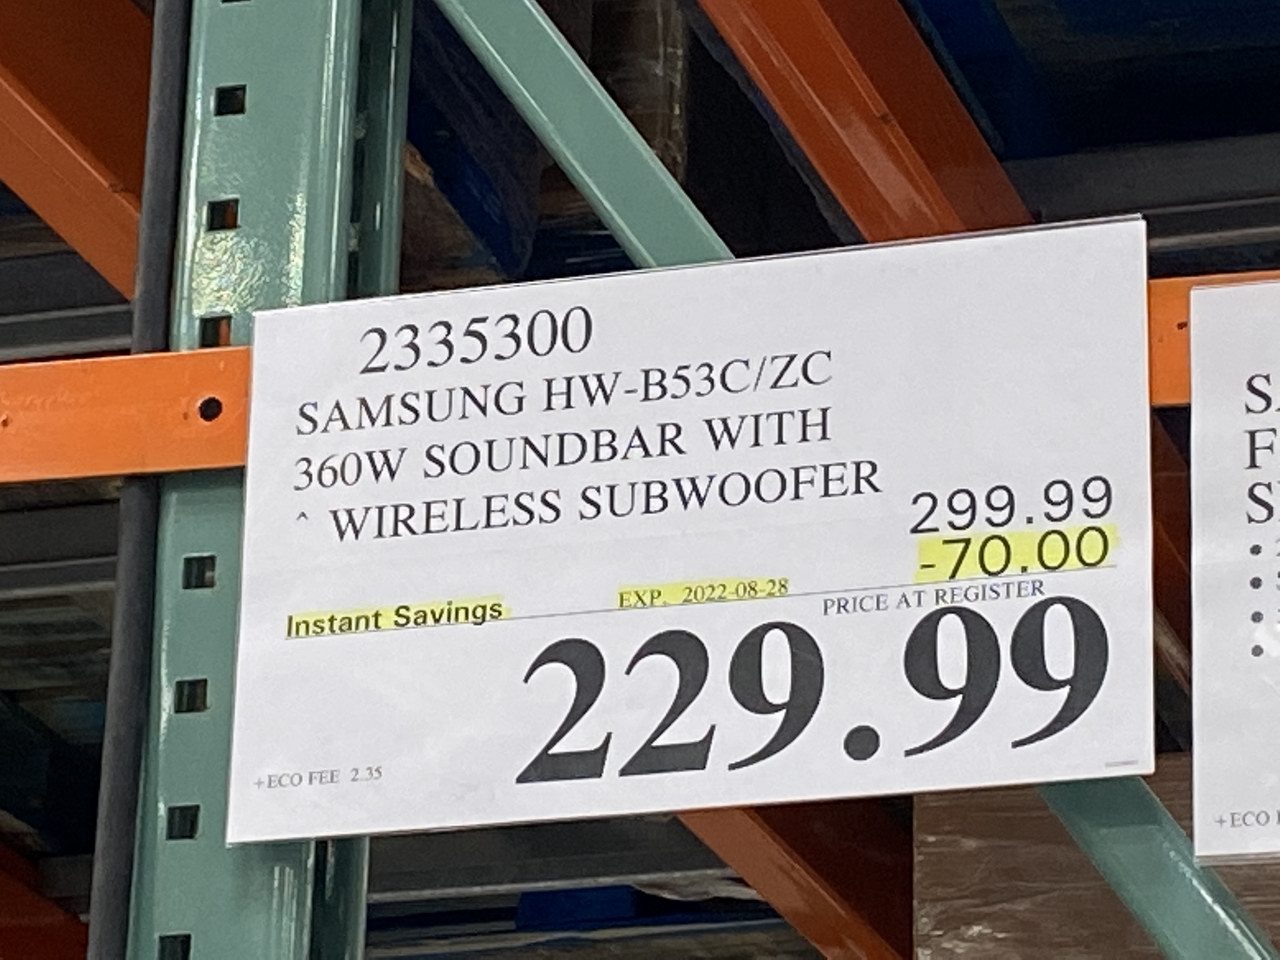 2335300
SAMSUNG HW-B53C/ZC
360W SOUNDBAR WITH
^ WIRELESS SUBWOOFER
299.99
-70.00
Instant Savings EXP. 2022-08-28
PRICE AT REGISTER
229.99
+ECO FEE 2.35
S
F
S
+ECO